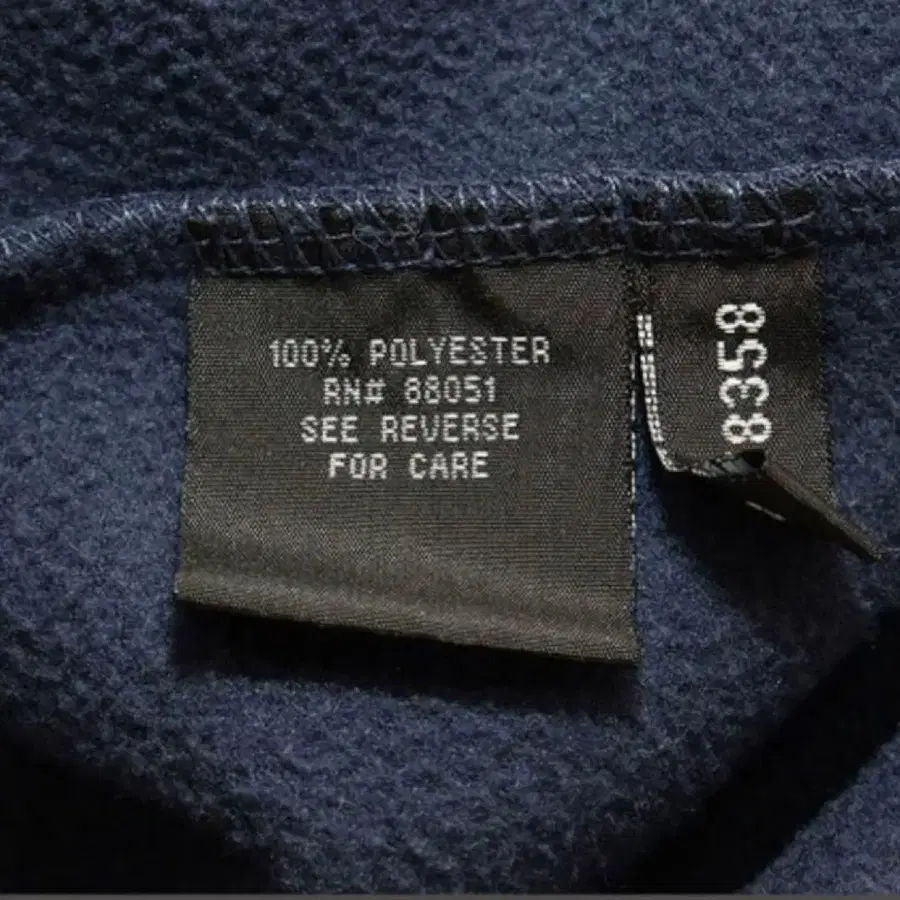 100% POLYESTER
RN# 88051
SEE REVERSE
FOR CARE
8358